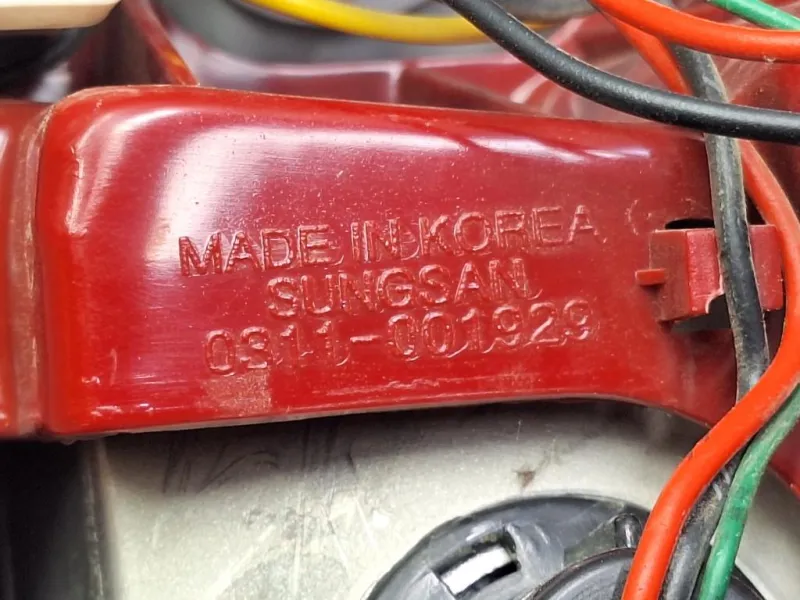 MADE IN KOREA
SUNGSAN
0311-001929